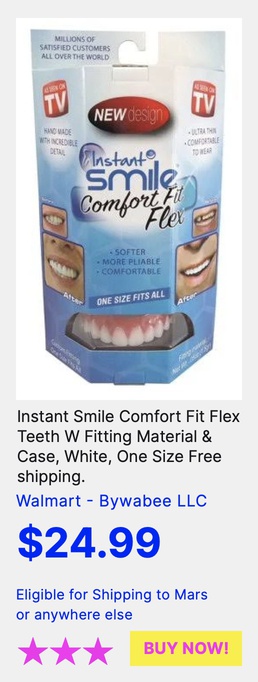 MILLIONS OF
SATISFIED CUSTOMERS
ALL OVER THE WORLD
AS SEEN ON
TV
AS SEEN ON
TV
NEW design
HAND MADE
WITH INCREDIBLE
DETAIL
• ULTRA THIN
• COMFORTABLE
TO WEAR
Instant
Smile
Comfort Fit
Flex
• SOFTER
• MORE PLIABLE
• COMFORTABLE
After
After
ONE SIZE FITS ALL
Instant Smile Comfort Fit Flex
Teeth W Fitting Material &
Case, White, One Size Free
shipping.
Walmart - Bywabee LLC
$24.99
Eligible for Shipping to Mars
or anywhere else
BUY NOW!